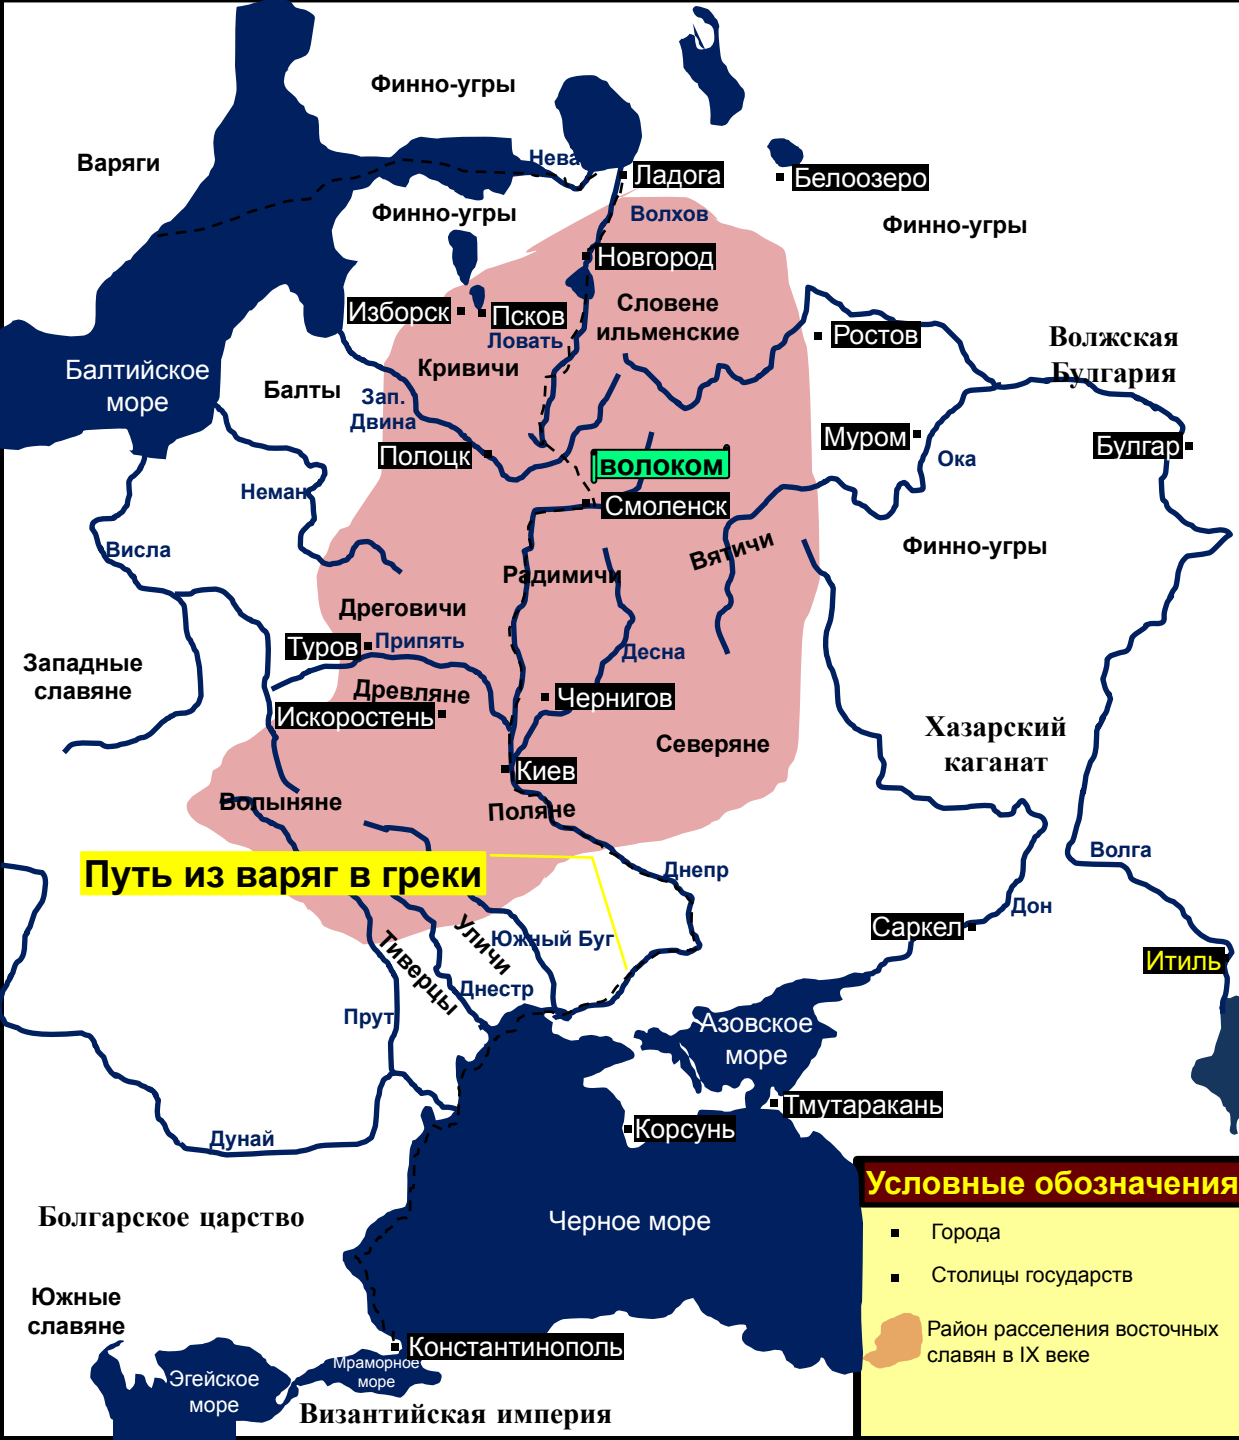 Финно-угры
Варяги
Нева
Ладога
Белоозеро
Финно-угры
Волхов
Финно-угры
Новгород
Словене
ильменские
Изборск
Псков
Ловать
Ростов
Волжская
Булгария
Балтийское
море
Балты
Кривичи
Зап.
Двина
Муром
Булгар
Полоцк
волоком
Ока
Неман
Смоленск
Висла
Вятичи
Финно-угры
Радимичи
Дреговичи
Туров
Припять
Десна
Западные
славяне
Древляне
Чернигов
Искоростень
Северяне
Хазарский
каганат
Киев
Волыняне
Поляне
Путь из варяг в греки
Днепр
Волга
Дон
Саркел
Уличи
Южный Буг
Тиверцы
Итиль
Днестр
Прут
Азовское
море
Тмутаракань
Корсунь
Дунай
Условные обозначения
Болгарское царство
Черное море
Города
Столицы государств
Южные
славяне
Район расселения восточных
славян в IX веке
Константинополь
Мраморное
море
Эгейское
море
Византийская империя